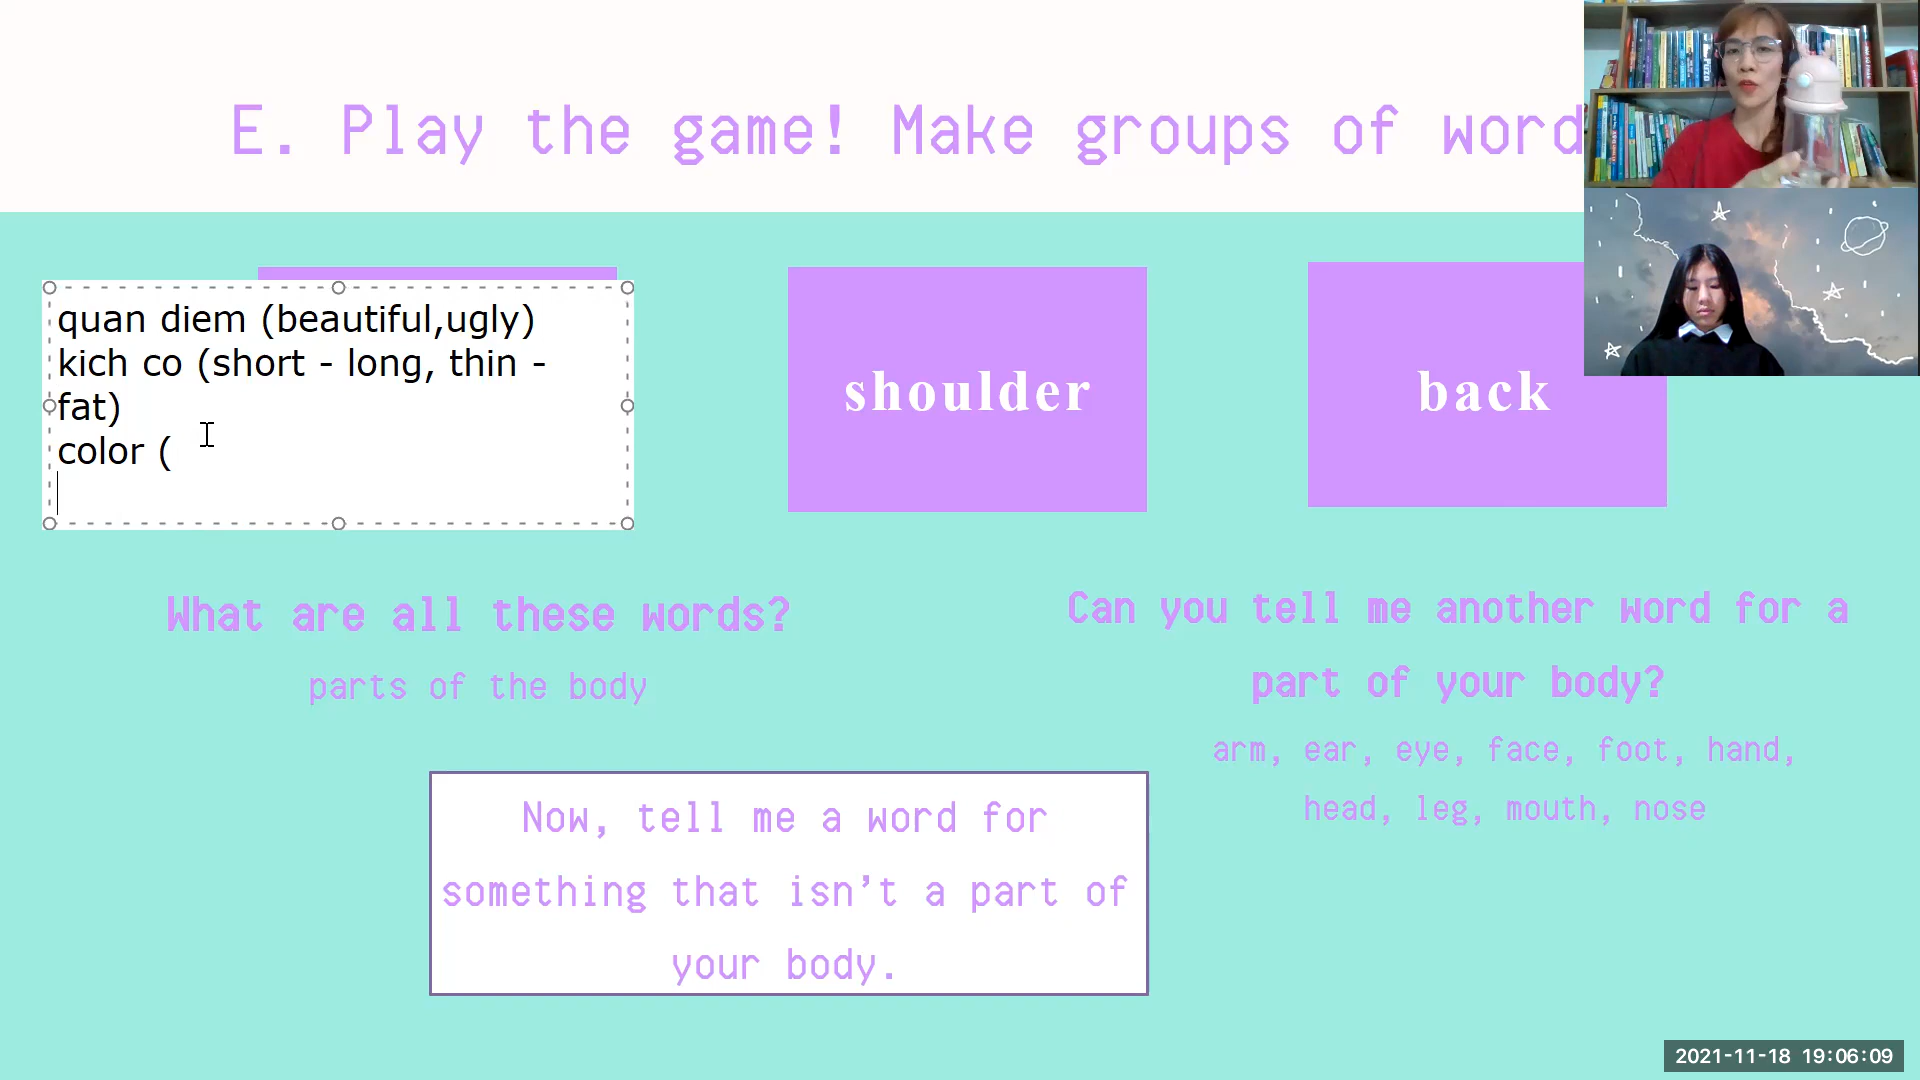 E. Play the game! Make groups of word
quan diem (beautiful,ugly)
kich co (short - long, thin -
fat)
color (
shoulder
back
What are all these words?
parts of the body
Can you tell me another word for a
part of your body?
arm, ear, eye, face, foot, hand,
head, leg, mouth, nose
Now, tell me a word for
something that isn't a part of
your body.
2021-11-18 19:06:09